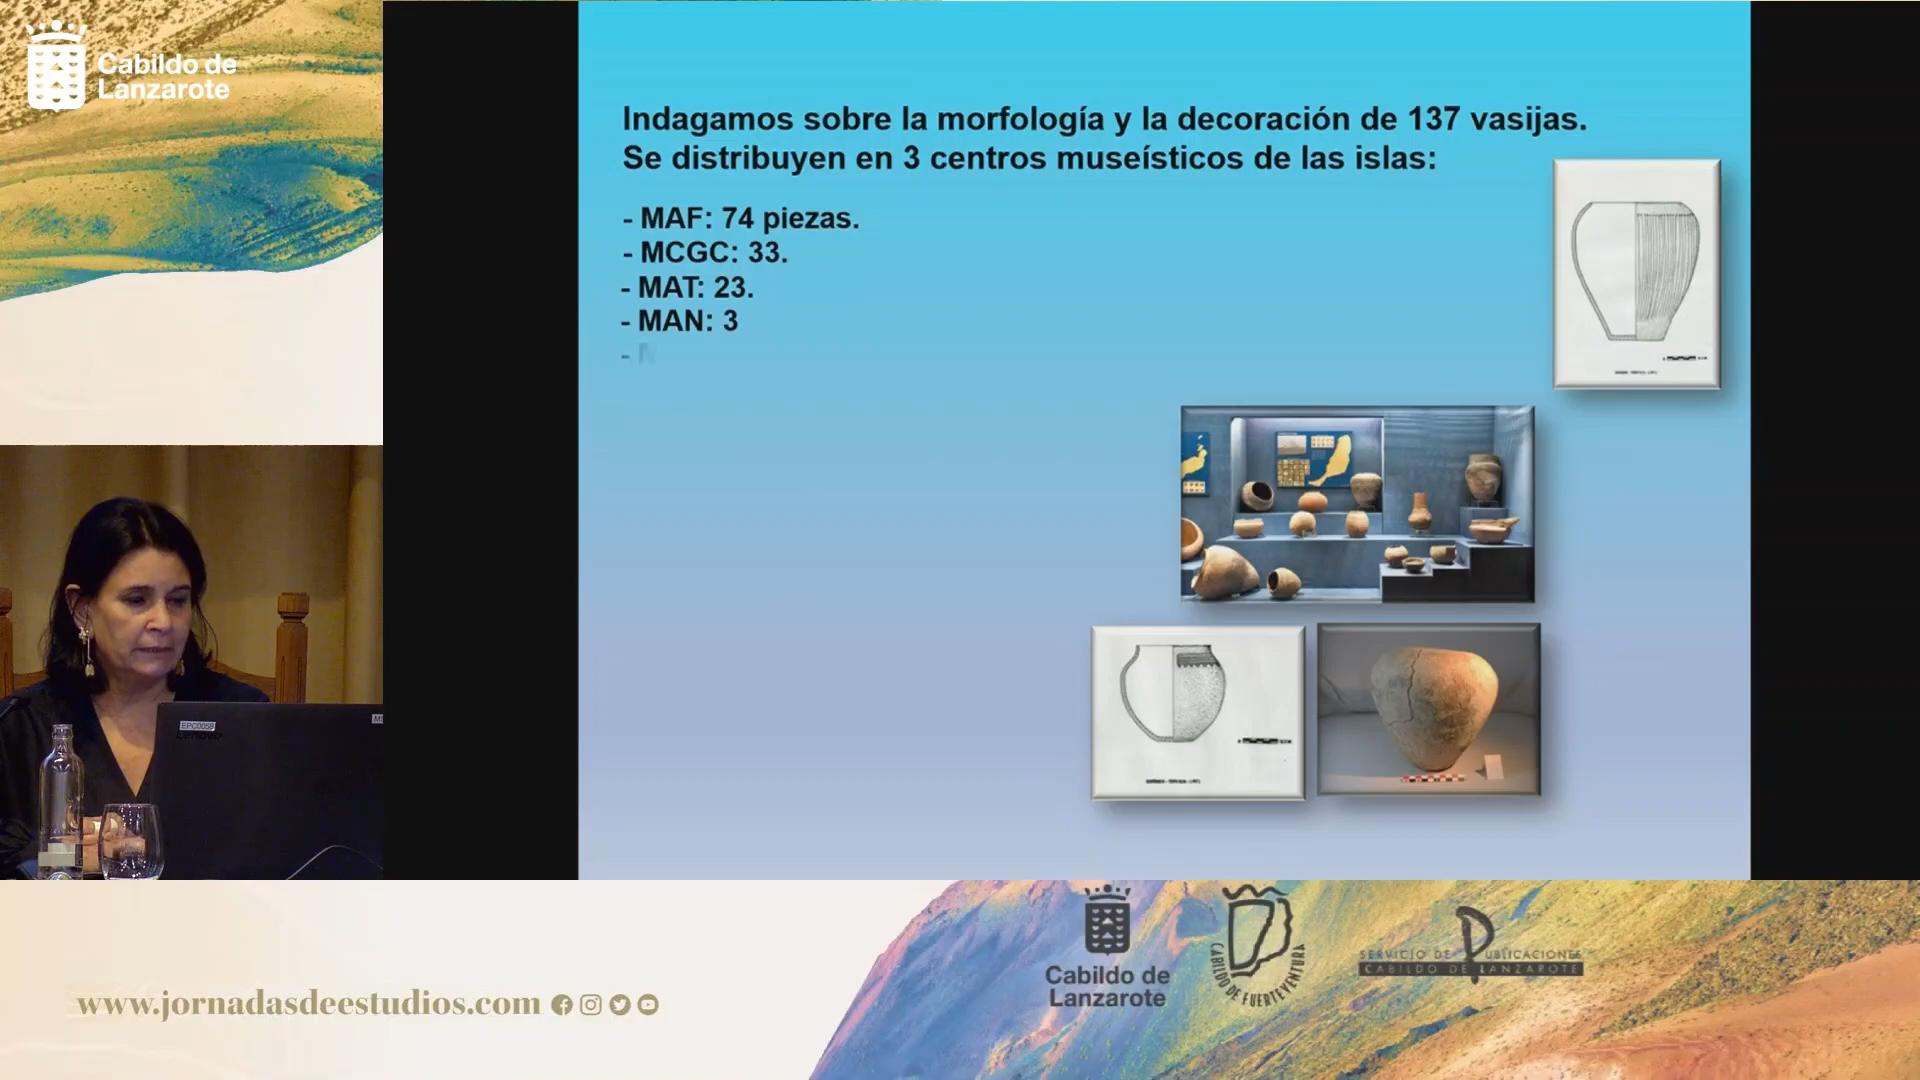 Cabildo de
Lanzarote
Indagamos sobre la morfología y la decoración de 137 vasijas.
Se distribuyen en 3 centros museísticos de las islas:
- MAF: 74 piezas.
- MCGC: 33.
- MAT: 23.
- MAN: 3
- M
EPC0059
www.jornadasdeestudios.com
Cabildo de
Lanzarote
CABILDO DE FUERTEVENTURA
SERVICIO DE PUBLICACIONES
CABILDO DE LANZAROTE